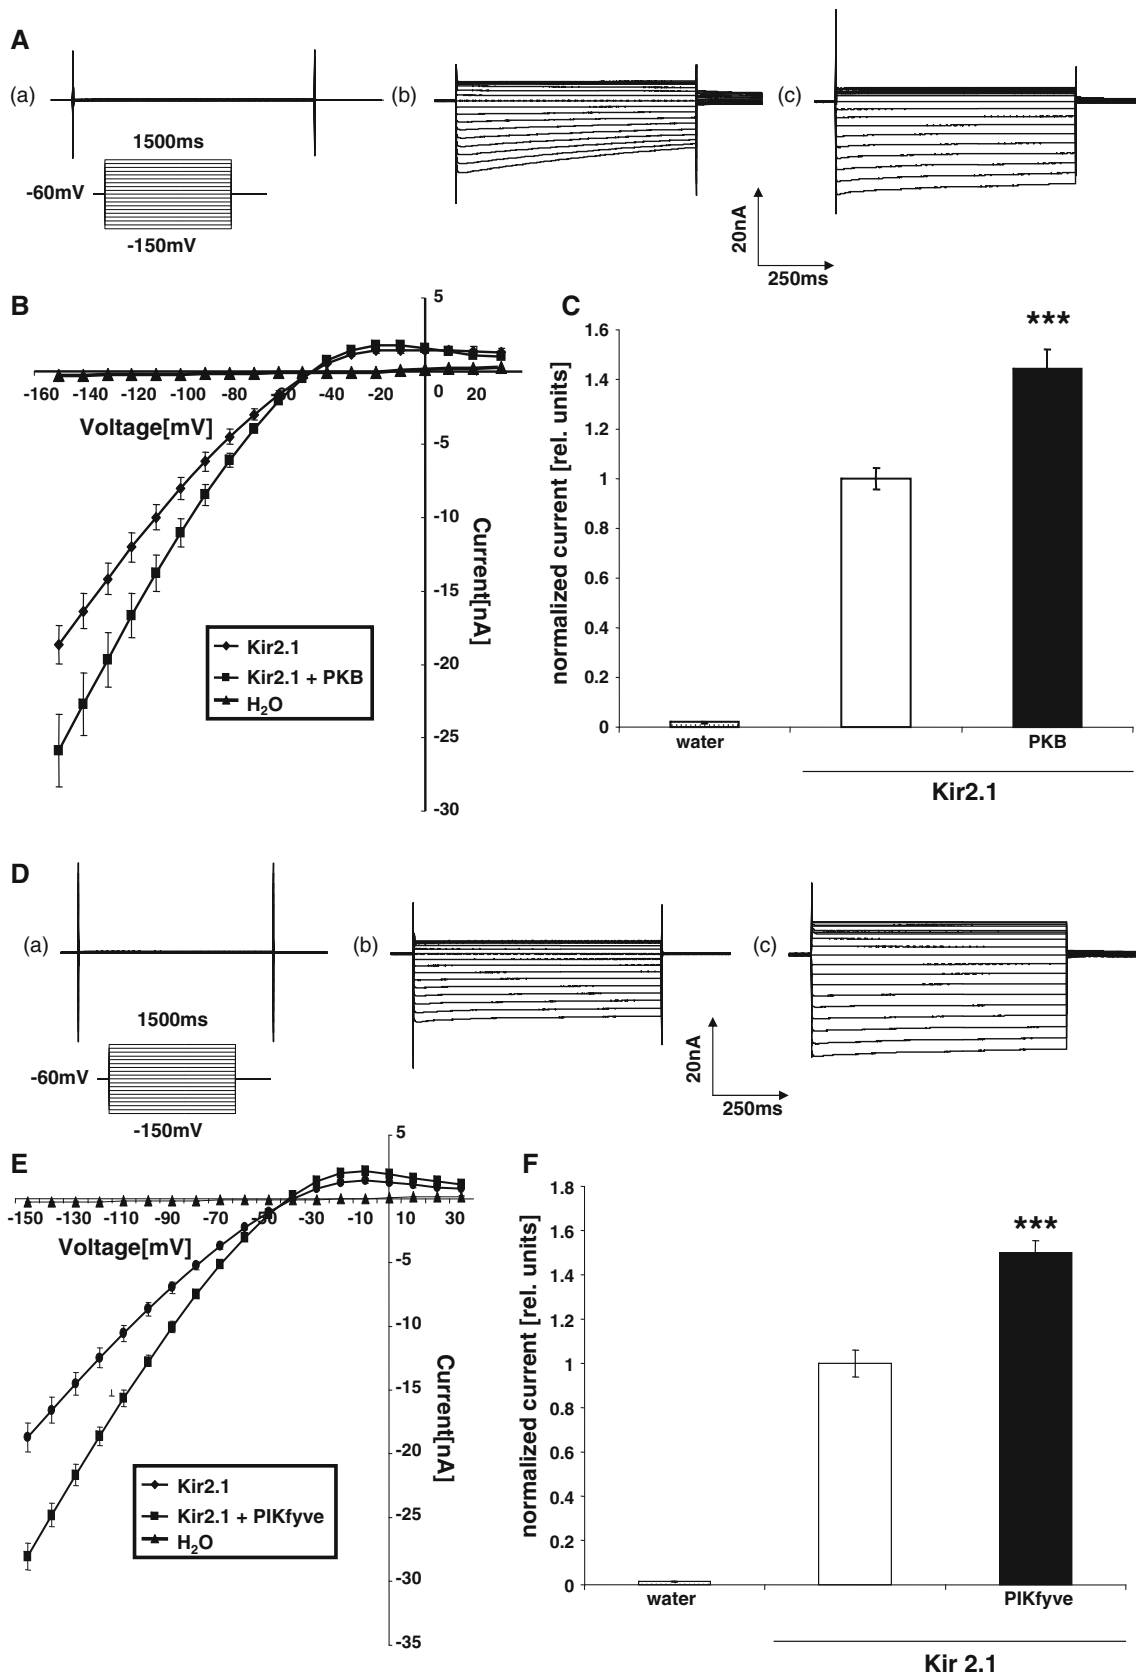 A
(a)
(b)
(c)
1500ms
-60mV
-150mV
20nA
250ms
B
5
-160 -140 -120 -100 -80 -60 -40 -20 0 20
Voltage[mV]
-5
-10
-15
-20
-25
-30
Current[nA]
Kir2.1
Kir2.1 + PKB
H₂O
C
***
1.6
1.4
1.2
1
0.8
0.6
0.4
0.2
0
normalized current [rel. units]
water
PKB
Kir2.1
D
(a)
(b)
(c)
1500ms
-60mV
-150mV
20nA
250ms
E
5
-150 -130 -110 -90 -70 -50 -30 -10 10 30
Voltage[mV]
-5
-10
-15
-20
-25
-30
-35
Current[nA]
Kir2.1
Kir2.1 + PIKfyve
H₂O
F
***
1.8
1.6
1.4
1.2
1
0.8
0.6
0.4
0.2
0
normalized current [rel. units]
water
PIKfyve
Kir 2.1